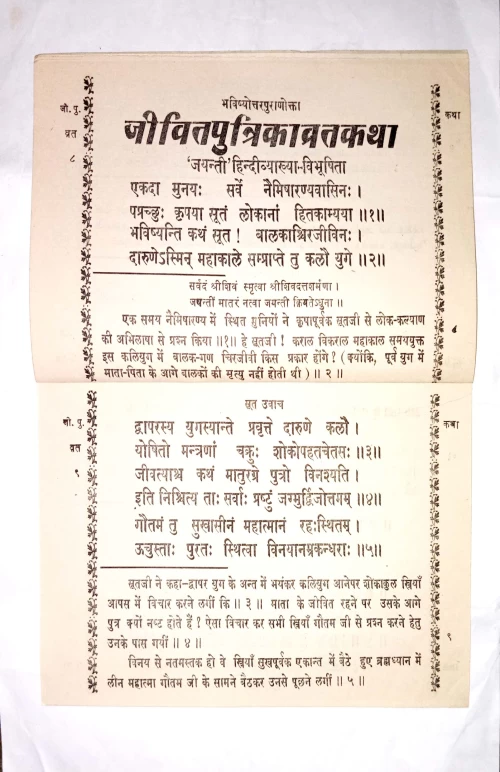 भविष्योत्तरपुराणोक्ता
जी. पु.
व्रत
८
कथा
जीवितपुत्रिकाव्रतकथा
'जयन्ती' हिन्दीव्याख्या-विभूषिता
एकदा मुनयः सर्वे नैमिषारण्यवासिनः।
पप्रच्छुः कृपया सूतं लोकानां हितकाम्यया ॥१॥
भविष्यन्ति कथं सूत! बालकाश्चिरजीविनः।
दारुणेऽस्मिन् महाकाले सम्प्राप्ते तु कलौ युगे ॥२॥
सर्वदं श्रीशिवं स्मृत्वा श्रीशिवदत्तशर्मणा।
जयन्तीं मातरं नत्वा जयन्ती क्रियतेऽधुना ॥
एक समय नैमिषारण्य में स्थित मुनियों ने कृपापूर्वक सूतजी से लोक-कल्याण
की अभिलाषा से प्रश्न किया ॥१॥ हे सूतजी! कराल विकराल महाकाल समययुक्त
इस कलियुग में बालक-गण चिरजीवी किस प्रकार होंगे? (क्योंकि, पूर्व युग में
माता-पिता के आगे बालकों की मृत्यु नहीं होती थी) ॥ २ ॥
८
सूत उवाच
जी. पु.
व्रत
९
कथा
द्वापरस्य युगस्यान्ते प्रवृत्ते दारुणे कलौ।
योषितो मन्त्रणां चक्रुः शोकोपहतचेतसः ॥३॥
जीवत्याश्च कथं मातुरग्रे पुत्रो विनश्यति।
इति निश्चित्य ताः सर्वाः प्रष्टुं जग्मुर्द्विजोत्तमम् ॥४॥
गौतमं तु सुखासीनं महात्मानं रहःस्थितम्।
ऊचुस्ताः पुरतः स्थित्वा विनयानम्रकन्धराः ॥५॥
सूतजी ने कहा-द्वापर युग के अन्त में भयंकर कलियुग आनेपर शोकाकुल स्त्रियाँ
आपस में विचार करने लगीं कि ॥ ३ ॥ माता के जीवित रहने पर उसके आगे
पुत्र क्यों नष्ट होते हैं? ऐसा विचार कर सभी स्त्रियाँ गौतम जी से प्रश्न करने हेतु
उनके पास गयीं ॥ ४ ॥
विनय से नतमस्तक हो वे स्त्रियाँ सुखपूर्वक एकान्त में बैठे हुए ब्रह्मध्यान में
लीन महात्मा गौतम जी के सामने बैठकर उनसे पूछने लगीं ॥ ५ ॥
९